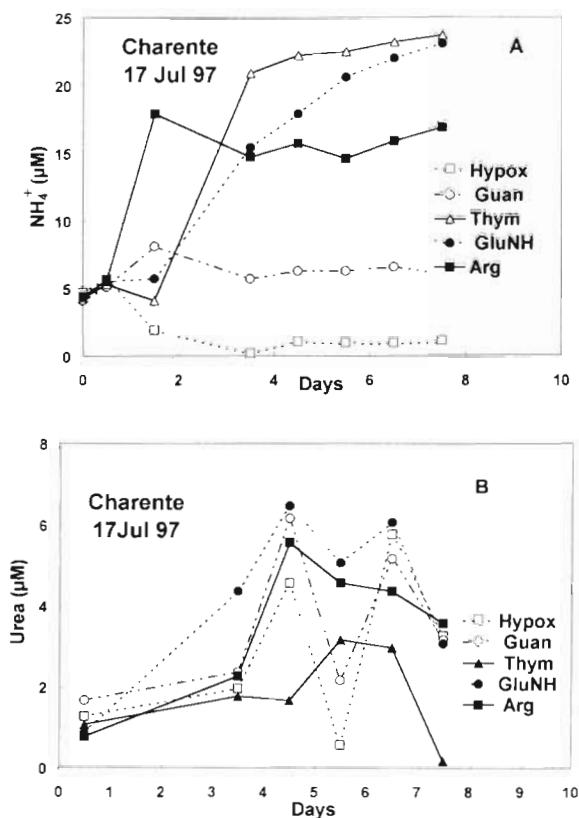 25
20
15
10
5
0
NH₄⁺ (µM)
Charente
17 Jul 97
A
Hypox
Guan
Thym
GluNH
Arg
0 2 4 6 8 10
Days
8
6
4
2
0
Urea (µM)
Charente
17Jul 97
B
Hypox
Guan
Thym
GluNH
Arg
0 1 2 3 4 5 6 7 8 9 10
Days